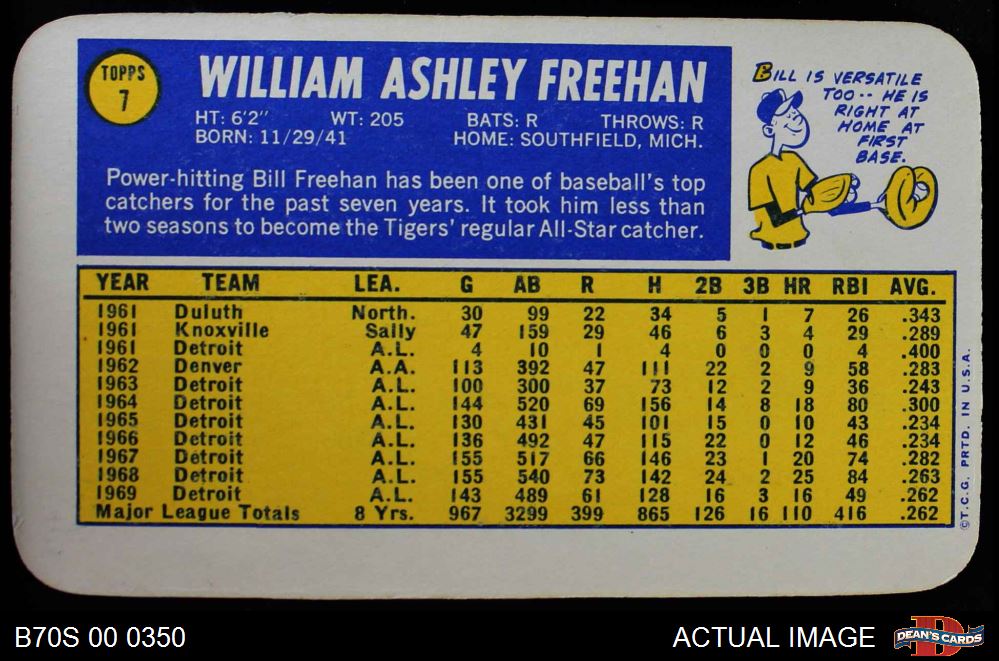 TOPPS
7
WILLIAM ASHLEY FREEHAN
HT: 6'2" WT: 205 BATS: R THROWS: R
BORN: 11/29/41 HOME: SOUTHFIELD, MICH.
Power-hitting Bill Freehan has been one of baseball's top
catchers for the past seven years. It took him less than
two seasons to become the Tigers' regular All-Star catcher.
BILL IS VERSATILE
TOO-- HE IS
RIGHT AT
HOME AT
FIRST
BASE.
YEAR TEAM LEA. G AB R H 2B 3B HR RBI AVG.
1961 Duluth North. 30 99 22 34 5 1 7 26 .343
1961 Knoxville Sally 47 159 29 46 6 3 4 29 .289
1961 Detroit A.L. 4 10 1 4 0 0 0 4 .400
1962 Denver A.A. 113 392 47 111 22 2 9 58 .283
1963 Detroit A.L. 100 300 37 73 12 2 9 36 .243
1964 Detroit A.L. 144 520 69 156 14 8 18 80 .300
1965 Detroit A.L. 130 431 45 101 15 0 10 43 .234
1966 Detroit A.L. 136 492 47 115 22 0 12 46 .234
1967 Detroit A.L. 155 517 66 146 23 1 20 74 .282
1968 Detroit A.L. 155 540 73 142 24 2 25 84 .263
1969 Detroit A.L. 143 489 61 128 16 3 16 49 .262
Major League Totals 8 Yrs. 967 3299 399 865 126 16 110 416 .262
©T.C.G. PRTD. IN U.S.A.
B70S 00 0350
ACTUAL IMAGE
D
DEAN'S CARDS